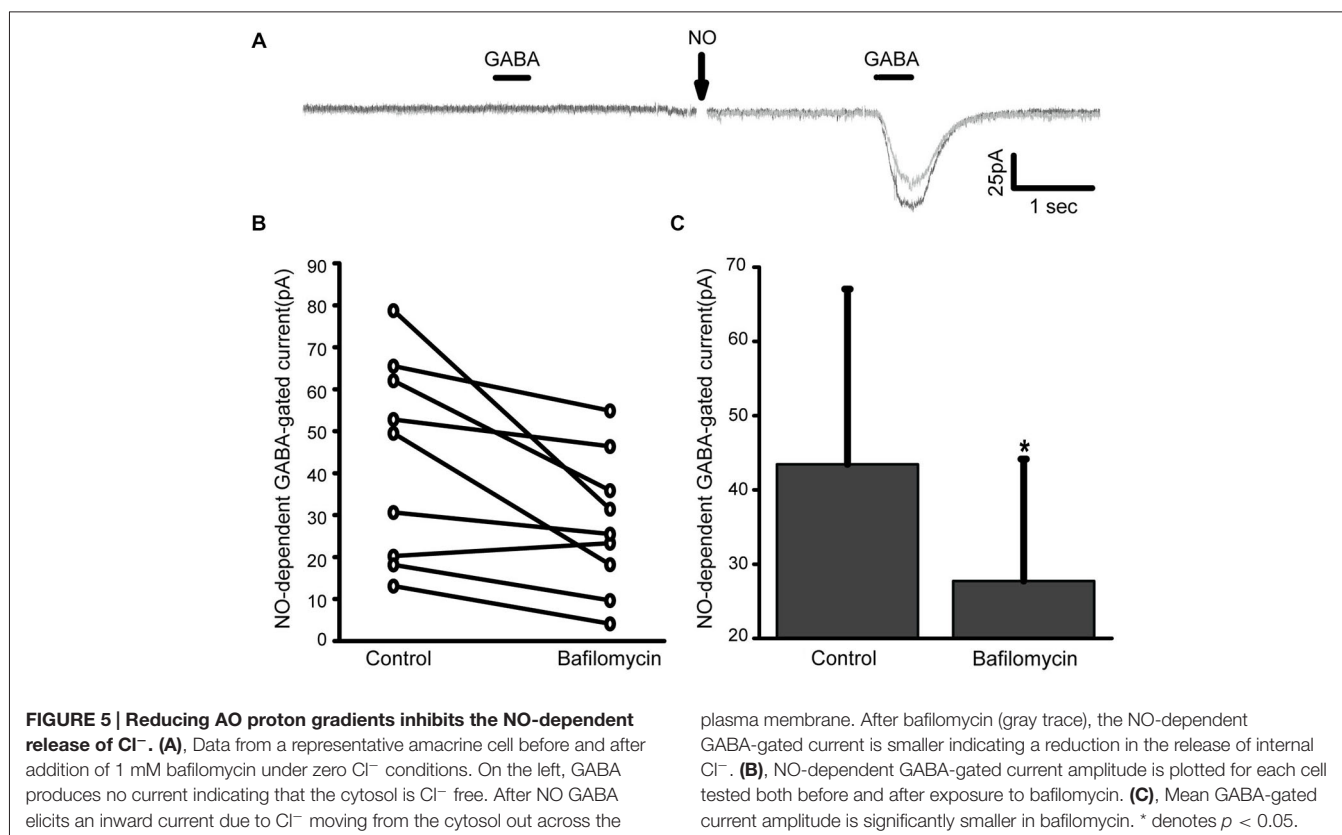 A
NO
GABA
GABA
25pA
1 sec
B
NO-dependent GABA-gated current(pA)
90
80
70
60
50
40
30
20
10
0
Control
Bafilomycin
C
NO-dependent GABA-gated current(pA)
70
60
50
40
30
20
*
Control
Bafilomycin
FIGURE 5 | Reducing AO proton gradients inhibits the NO-dependent
release of Cl⁻. (A), Data from a representative amacrine cell before and after
addition of 1 mM bafilomycin under zero Cl⁻ conditions. On the left, GABA
produces no current indicating that the cytosol is Cl⁻ free. After NO GABA
elicits an inward current due to Cl⁻ moving from the cytosol out across the
plasma membrane. After bafilomycin (gray trace), the NO-dependent
GABA-gated current is smaller indicating a reduction in the release of internal
Cl⁻. (B), NO-dependent GABA-gated current amplitude is plotted for each cell
tested both before and after exposure to bafilomycin. (C), Mean GABA-gated
current amplitude is significantly smaller in bafilomycin. * denotes p < 0.05.